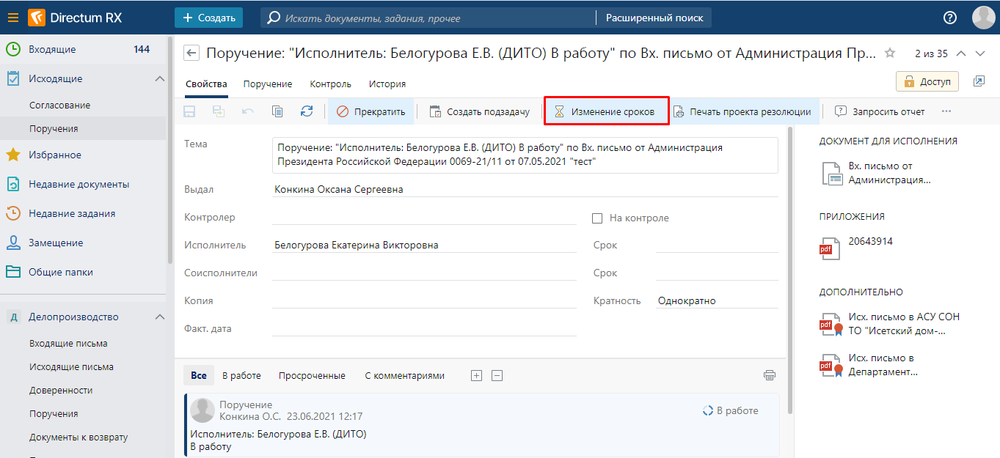 Directum RX
Создать
Искать документы, задания, прочее
Расширенный поиск
Входящие 144
Исходящие
Согласование
Поручения
Избранное
Недавние документы
Недавние задания
Замещение
Общие папки
Д Делопроизводство
Входящие письма
Исходящие письма
Доверенности
Поручения
Документы к возврату
Поручение: "Исполнитель: Белогурова Е.В. (ДИТО) В работу" по Вх. письмо от Администрация Пр...
2 из 35
Свойства Поручение Контроль История
Доступ
Прекратить
Создать подзадачу
Изменение сроков
Печать проекта резолюции
Запросить отчет
Тема
Поручение: "Исполнитель: Белогурова Е.В. (ДИТО) В работу" по Вх. письмо от Администрация
Президента Российской Федерации 0069-21/11 от 07.05.2021 "тест"
Выдал Конкина Оксана Сергеевна
Контролер На контроле
Исполнитель Белогурова Екатерина Викторовна Срок
Соисполнители Срок
Копия Кратность Однократно
Факт. дата
Все В работе Просроченные С комментариями
Поручение
Конкина О.С. 23.06.2021 12:17
В работе
Исполнитель: Белогурова Е.В. (ДИТО)
В работу
ДОКУМЕНТ ДЛЯ ИСПОЛНЕНИЯ
Вх. письмо от
Администрация...
ПРИЛОЖЕНИЯ
pdf 20643914
ДОПОЛНИТЕЛЬНО
pdf Исх. письмо в АСУ СОН
ТО "Исетский дом-...
pdf Исх. письмо в
Департамент...